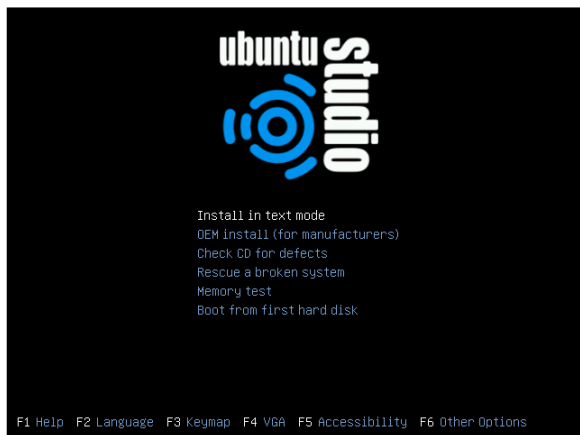 ubuntu
studio
Install in text mode
OEM install (for manufacturers)
Check CD for defects
Rescue a broken system
Memory test
Boot from first hard disk
F1 Help F2 Language F3 Keymap F4 VGA F5 Accessibility F6 Other Options